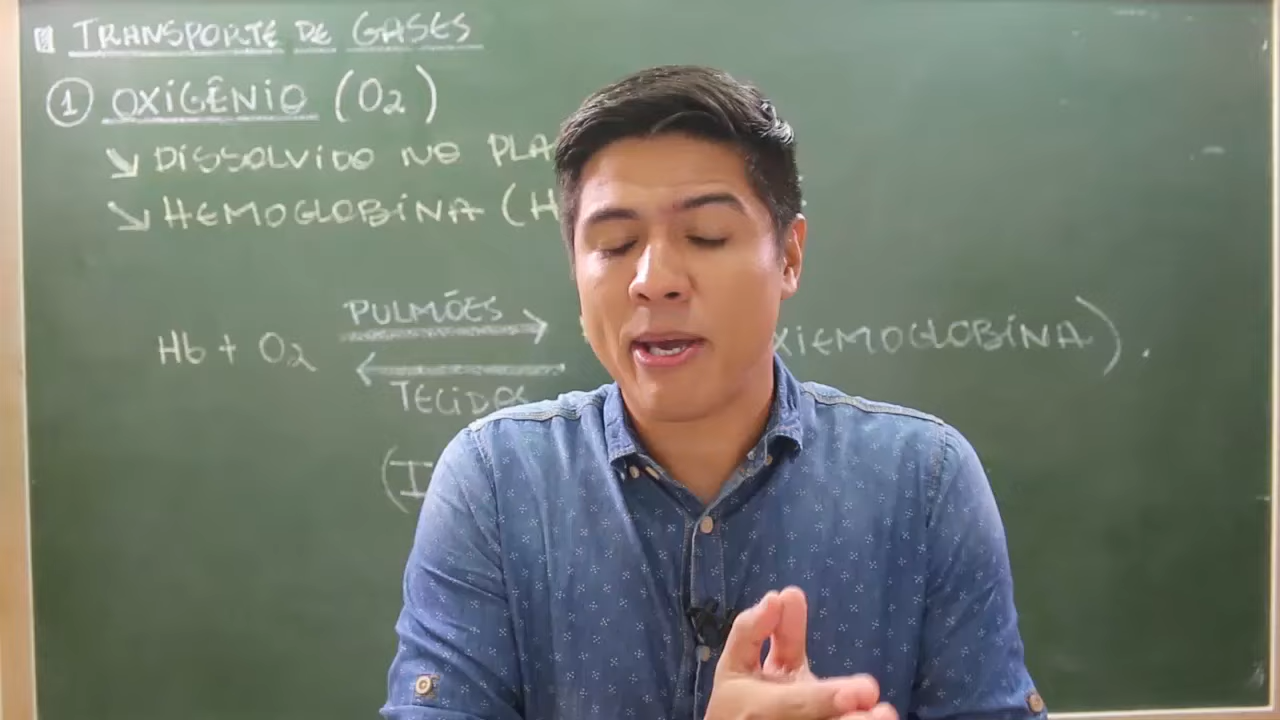 TRANSPORTE DE GASES
1 OXIGÊNIO (O2)
↘ DISSOLVIDO NO PLA
↘ HEMOGLOBINA (H
PULMÕES
Hb + O2 XIEMOGLOBINA).
TECIDOS
(I